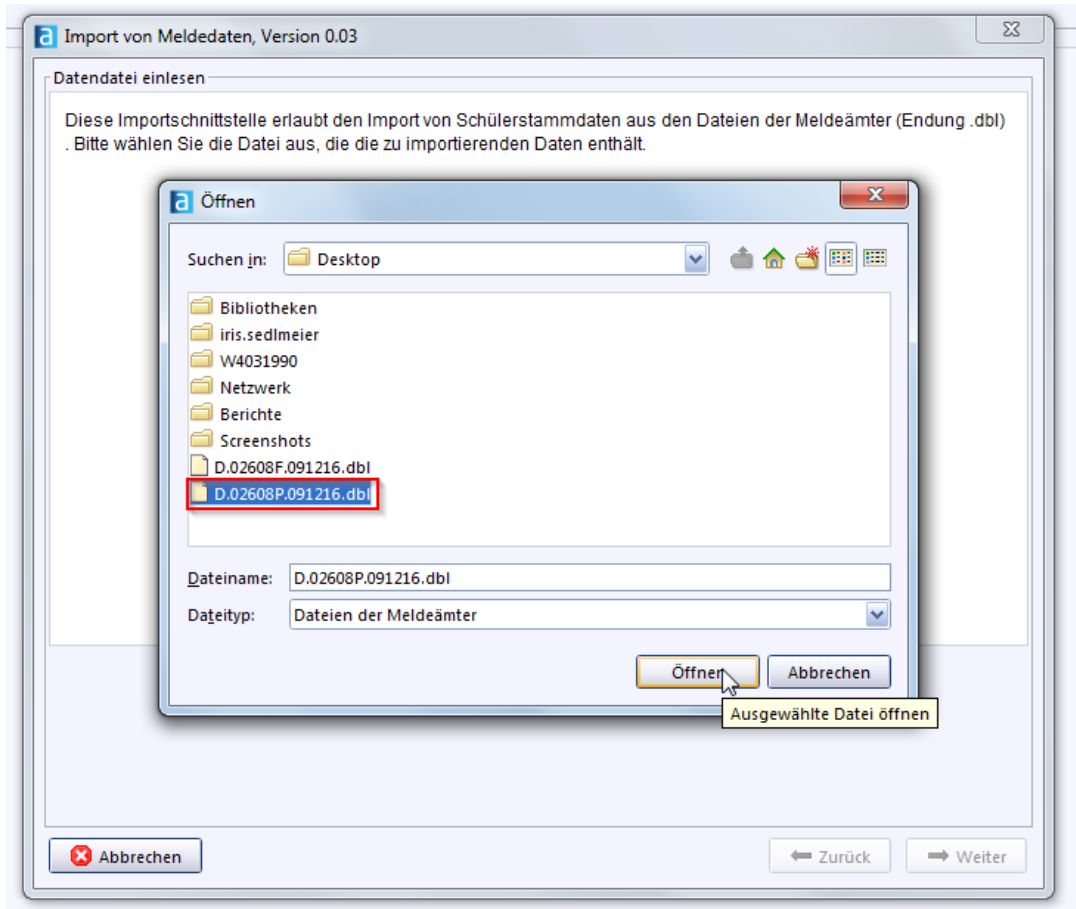 Import von Meldedaten, Version 0.03
Datendatei einlesen
Diese Importschnittstelle erlaubt den Import von Schülerstammdaten aus den Dateien der Meldeämter (Endung .dbl)
. Bitte wählen Sie die Datei aus, die die zu importierenden Daten enthält.
Öffnen
Suchen in: Desktop
Bibliotheken
iris.sedlmeier
W4031990
Netzwerk
Berichte
Screenshots
D.02608F.091216.dbl
D.02608P.091216.dbl
Dateiname: D.02608P.091216.dbl
Dateityp: Dateien der Meldeämter
Öffnen Abbrechen
Ausgewählte Datei öffnen
Abbrechen Zurück Weiter